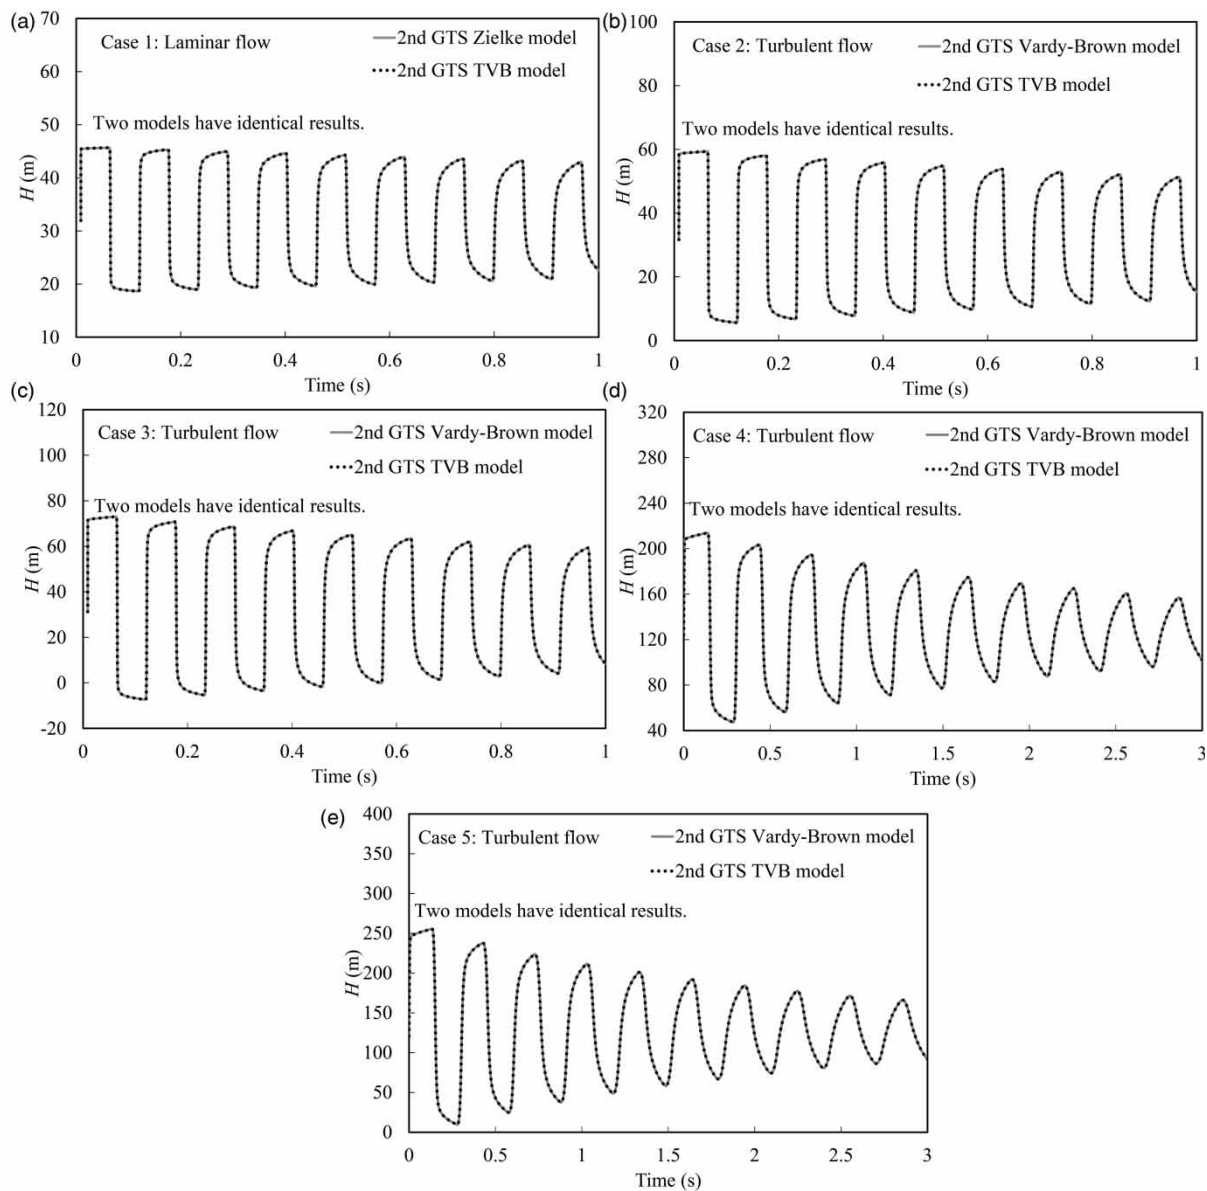 (a)
70
60
50
40
30
20
10
H (m)
Case 1: Laminar flow
2nd GTS Zielke model
2nd GTS TVB model
Two models have identical results.
0
0.2
0.4
0.6
0.8
1
Time (s)
(b)
100
80
60
40
20
0
H (m)
Case 2: Turbulent flow
2nd GTS Vardy-Brown model
2nd GTS TVB model
Two models have identical results.
0
0.2
0.4
0.6
0.8
1
Time (s)
(c)
120
100
80
60
40
20
0
-20
H (m)
Case 3: Turbulent flow
2nd GTS Vardy-Brown model
2nd GTS TVB model
Two models have identical results.
0
0.2
0.4
0.6
0.8
1
Time (s)
(d)
320
280
240
200
160
120
80
40
H (m)
Case 4: Turbulent flow
2nd GTS Vardy-Brown model
2nd GTS TVB model
Two models have identical results.
0
0.5
1
1.5
2
2.5
3
Time (s)
(e)
400
350
300
250
200
150
100
50
0
H (m)
Case 5: Turbulent flow
2nd GTS Vardy-Brown model
2nd GTS TVB model
Two models have identical results.
0
0.5
1
1.5
2
2.5
3
Time (s)